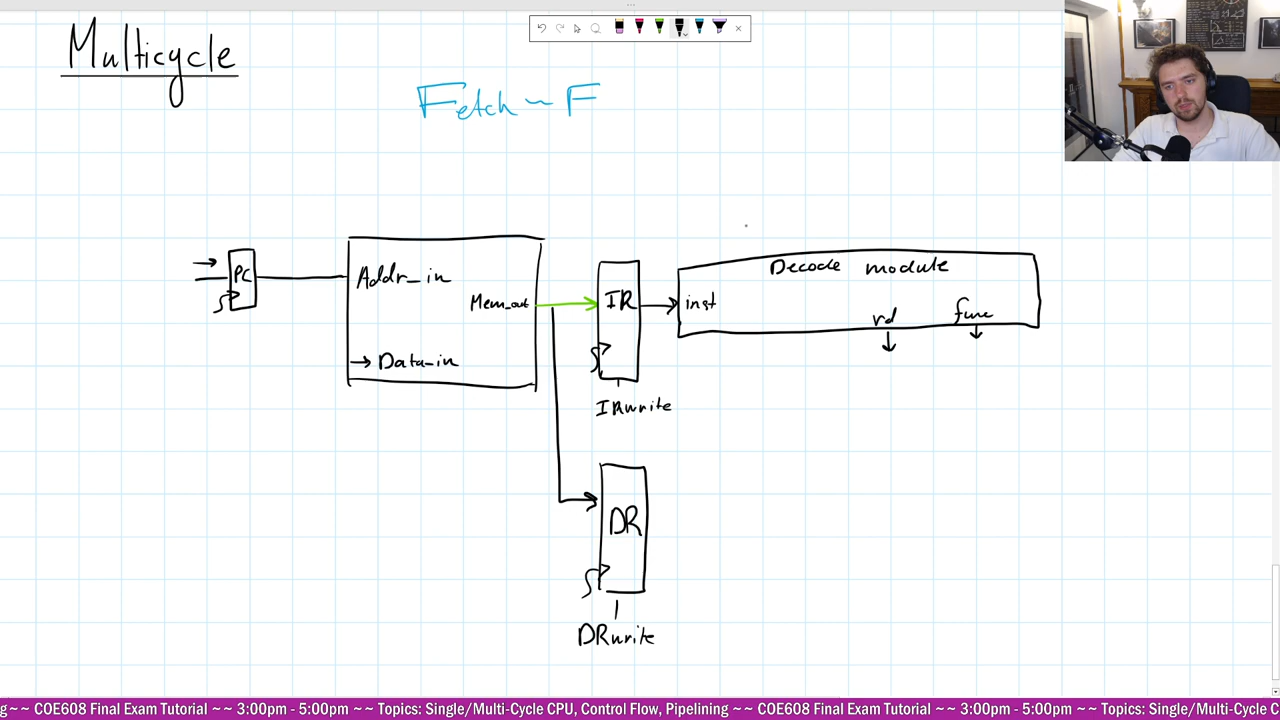 Multicycle
Fetch ~ F
PC
Addr_in
Mem_out
→ Data_in
IR
IRwrite
Decode module
inst
rd
func
DR
DRwrite
g~~ COE608 Final Exam Tutorial ~~ 3:00pm - 5:00pm ~~ Topics: Single/Multi-Cycle CPU, Control Flow, Pipelining ~~ COE608 Final Exam Tutorial ~~ 3:00pm - 5:00pm ~~ Topics: Single/Multi-Cycle C